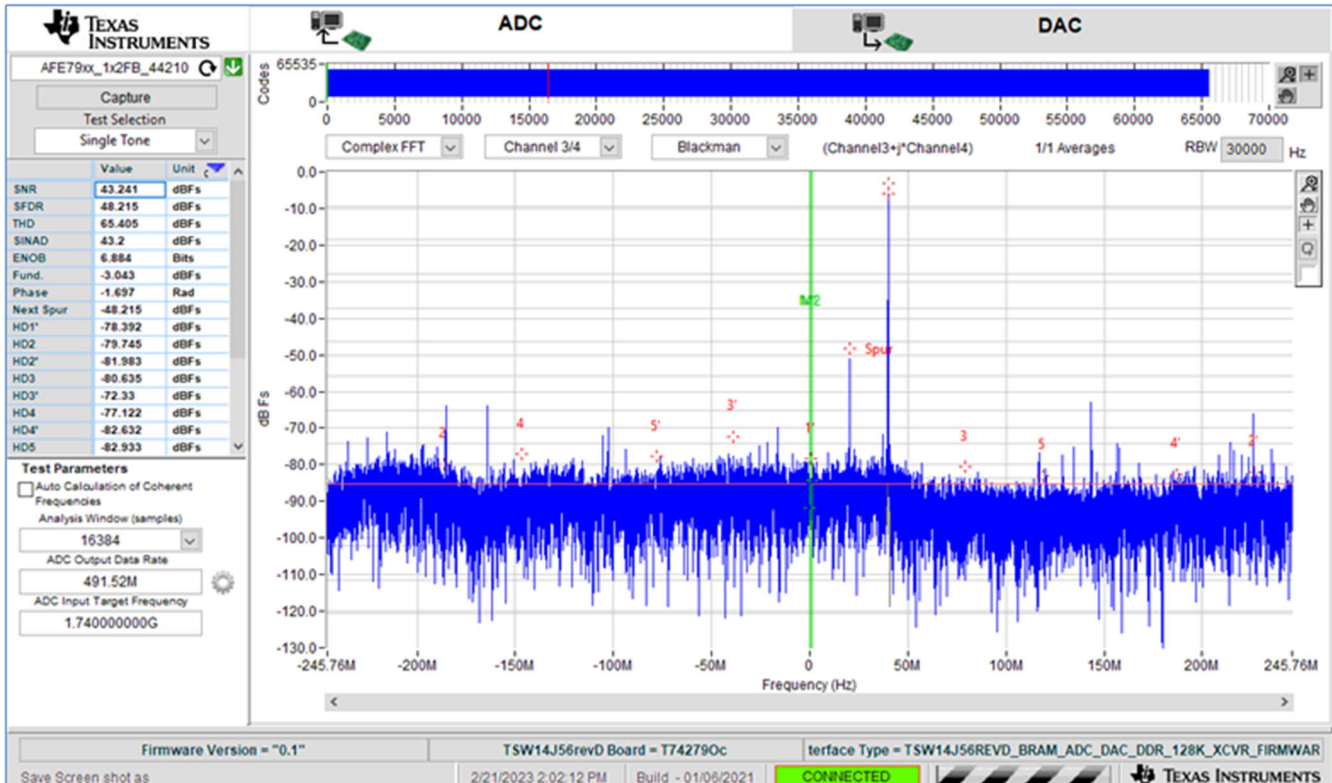 TEXAS INSTRUMENTS
ADC
DAC
AFE79xx_1x2FB_44210
Capture
Test Selection
Single Tone
Value Unit
SNR 43.241 dBFs
SFDR 48.215 dBFs
THD 65.405 dBFs
SINAD 43.2 dBFs
ENOB 6.884 Bits
Fund. -3.043 dBFs
Phase -1.697 Rad
Next Spur -48.215 dBFs
HD1' -78.392 dBFs
HD2 -79.745 dBFs
HD2' -81.983 dBFs
HD3 -80.635 dBFs
HD3' -72.33 dBFs
HD4 -77.122 dBFs
HD4' -82.632 dBFs
HD5 -82.933 dBFs
Test Parameters
Auto Calculation of Coherent
Frequencies
Analysis Window (samples)
16384
ADC Output Data Rate
491.52M
ADC Input Target Frequency
1.740000000G
Codes
65535
0
0 5000 10000 15000 20000 25000 30000 35000 40000 45000 50000 55000 60000 65000 70000
Complex FFT Channel 3/4 Blackman (Channel3+j*Channel4) 1/1 Averages RBW 30000 Hz
dB Fs
0.0
-10.0
-20.0
-30.0
-40.0
-50.0
-60.0
-70.0
-80.0
-90.0
-100.0
-110.0
-120.0
-130.0
Spur
2 4 5' 3' 1' 3 5 4' 2'
-245.76M -200M -150M -100M -50M 0 50M 100M 150M 200M 245.76M
Frequency (Hz)
Firmware Version = "0.1" TSW14J56revD Board = T74279Oc terface Type = TSW14J56REVD_BRAM_ADC_DAC_DDR_128K_XCVR_FIRMWAR
Save Screen shot as 2/21/2023 2:02:12 PM Build - 01/06/2021 CONNECTED TEXAS INSTRUMENTS